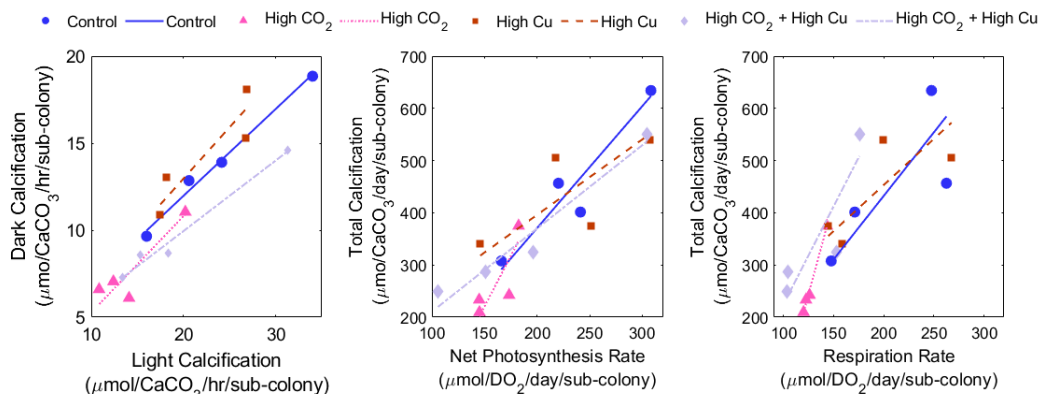 Control Control High CO2 High CO2 High Cu High Cu High CO2 + High Cu High CO2 + High Cu
Dark Calcification
(μmo/CaCO3/hr/sub-colony)
20
15
10
5
10 20 30
Light Calcification
(μmol/CaCO3/hr/sub-colony)
Total Calcification
(μmo/CaCO3/day/sub-colony)
700
600
500
400
300
200
100 150 200 250 300
Net Photosynthesis Rate
(μmol/DO2/day/sub-colony)
Total Calcification
(μmo/CaCO3/day/sub-colony)
700
600
500
400
300
200
100 150 200 250 300
Respiration Rate
(μmol/DO2/day/sub-colony)